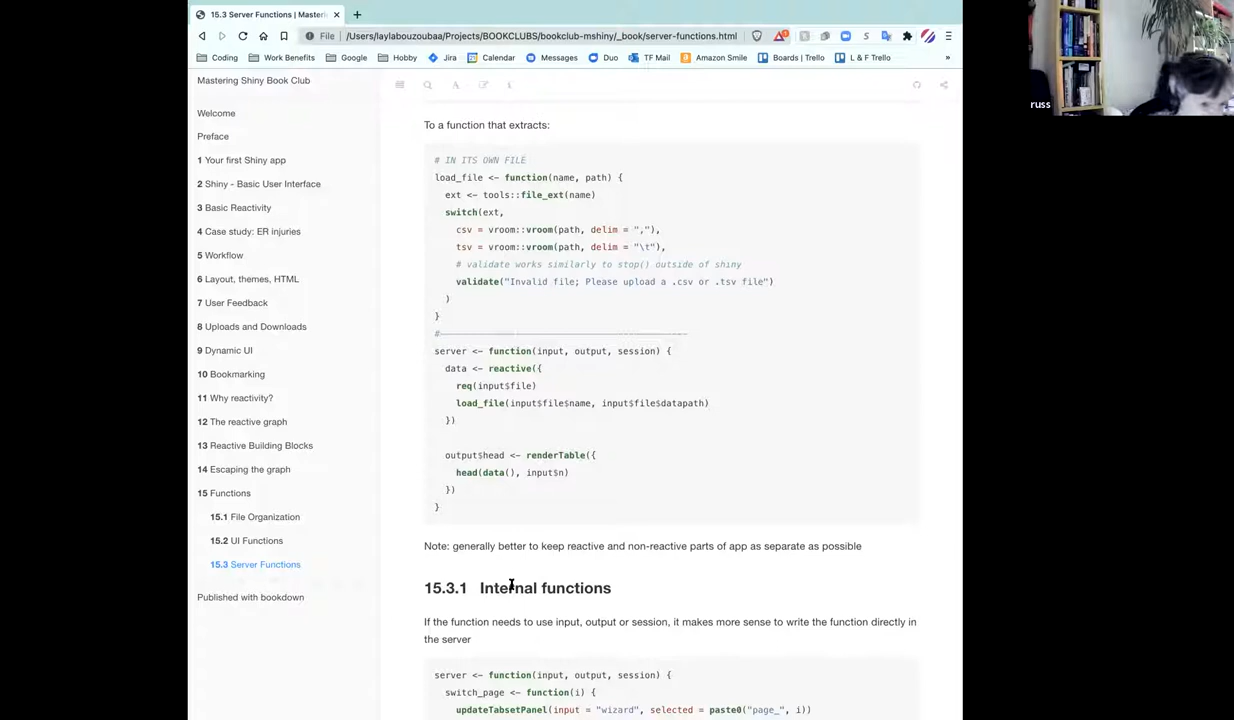 15.3 Server Functions | Masteri
File
/Users/laylabouzoubaa/Projects/BOOKCLUBS/bookclub-mshiny/_book/server-functions.html
Coding
Work Benefits
Google
Hobby
Jira
Calendar
Messages
Duo
TF Mail
Amazon Smile
Boards | Trello
L & F Trello
»
russ
Mastering Shiny Book Club
Welcome
Preface
1 Your first Shiny app
2 Shiny - Basic User Interface
3 Basic Reactivity
4 Case study: ER injuries
5 Workflow
6 Layout, themes, HTML
7 User Feedback
8 Uploads and Downloads
9 Dynamic UI
10 Bookmarking
11 Why reactivity?
12 The reactive graph
13 Reactive Building Blocks
14 Escaping the graph
15 Functions
15.1 File Organization
15.2 UI Functions
15.3 Server Functions
Published with bookdown
To a function that extracts:
# IN ITS OWN FILE
load_file <- function(name, path) {
ext <- tools::file_ext(name)
switch(ext,
csv = vroom::vroom(path, delim = ","),
tsv = vroom::vroom(path, delim = "\t"),
# validate works similarly to stop() outside of shiny
validate("Invalid file; Please upload a .csv or .tsv file")
)
}
#————————————————————————
server <- function(input, output, session) {
data <- reactive({
req(input$file)
load_file(input$file$name, input$file$datapath)
})
output$head <- renderTable({
head(data(), input$n)
})
}
Note: generally better to keep reactive and non-reactive parts of app as separate as possible
15.3.1 Internal functions
If the function needs to use input, output or session, it makes more sense to write the function directly in
the server
server <- function(input, output, session) {
switch_page <- function(i) {
updateTabsetPanel(input = "wizard", selected = paste0("page_", i))